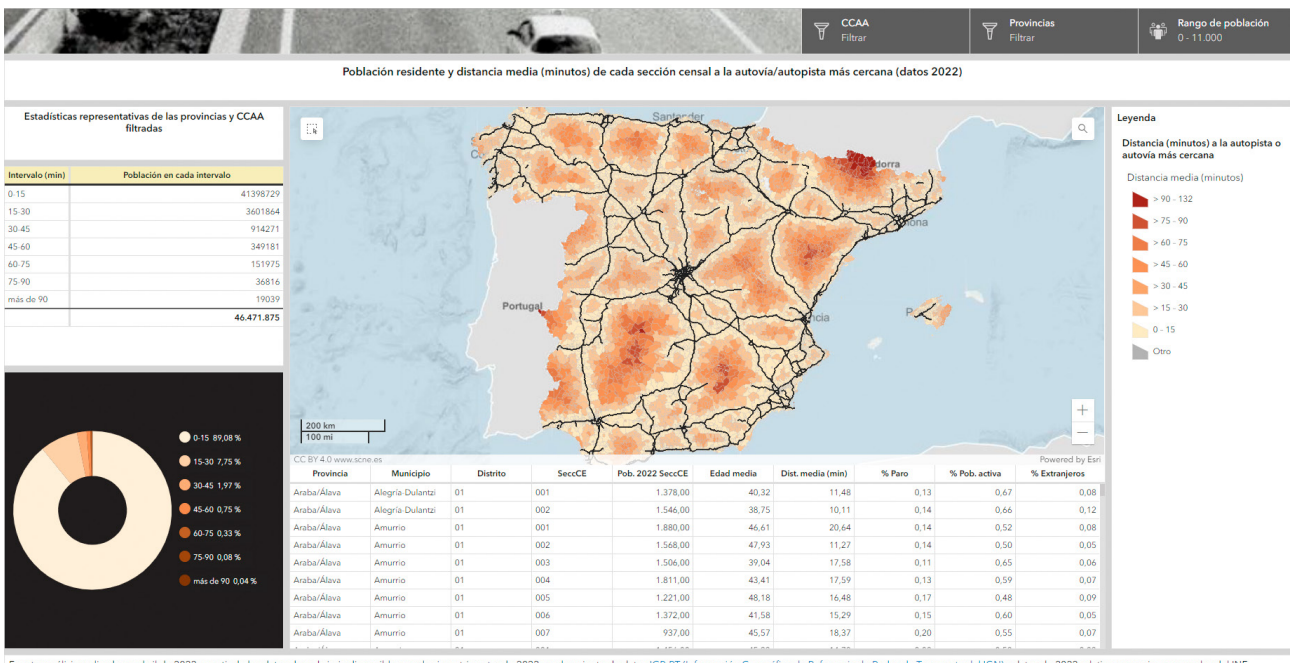 CCAA
Filtrar
Provincias
Filtrar
Rango de población
0 - 11.000
Población residente y distancia media (minutos) de cada sección censal a la autovía/autopista más cercana (datos 2022)
Estadísticas representativas de las provincias y CCAA
filtradas
Intervalo (min) Población en cada intervalo
0-15 41398729
15-30 3601864
30-45 914271
45-60 349181
60-75 151975
75-90 36816
más de 90 19039
46.471.875
0-15 89,08 %
15-30 7,75 %
30-45 1,97 %
45-60 0,75 %
60-75 0,33 %
75-90 0,08 %
más de 90 0,04 %
Santander
Portugal
200 km
100 mi
CC BY 4.0 www.scne.es
Powered by Esri
Provincia Municipio Distrito SeccCE Pob. 2022 SeccCE Edad media Dist. media (min) % Paro % Pob. activa % Extranjeros
Araba/Álava Alegría-Dulantzi 01 001 1.378,00 40,32 11,48 0,13 0,67 0,08
Araba/Álava Alegría-Dulantzi 01 002 1.546,00 38,75 10,11 0,14 0,66 0,12
Araba/Álava Amurrio 01 001 1.880,00 46,61 20,64 0,14 0,52 0,08
Araba/Álava Amurrio 01 002 1.568,00 47,93 11,27 0,14 0,50 0,05
Araba/Álava Amurrio 01 003 1.506,00 39,04 17,58 0,11 0,65 0,06
Araba/Álava Amurrio 01 004 1.811,00 43,41 17,59 0,13 0,59 0,07
Araba/Álava Amurrio 01 005 1.221,00 48,18 16,48 0,17 0,48 0,09
Araba/Álava Amurrio 01 006 1.372,00 41,58 15,29 0,15 0,60 0,05
Araba/Álava Amurrio 01 007 937,00 45,57 18,37 0,20 0,55 0,07
Leyenda
Distancia (minutos) a la autopista o
autovía más cercana
Distancia media (minutos)
> 90 - 132
> 75 - 90
> 60 - 75
> 45 - 60
> 30 - 45
> 15 - 30
0 - 15
Otro